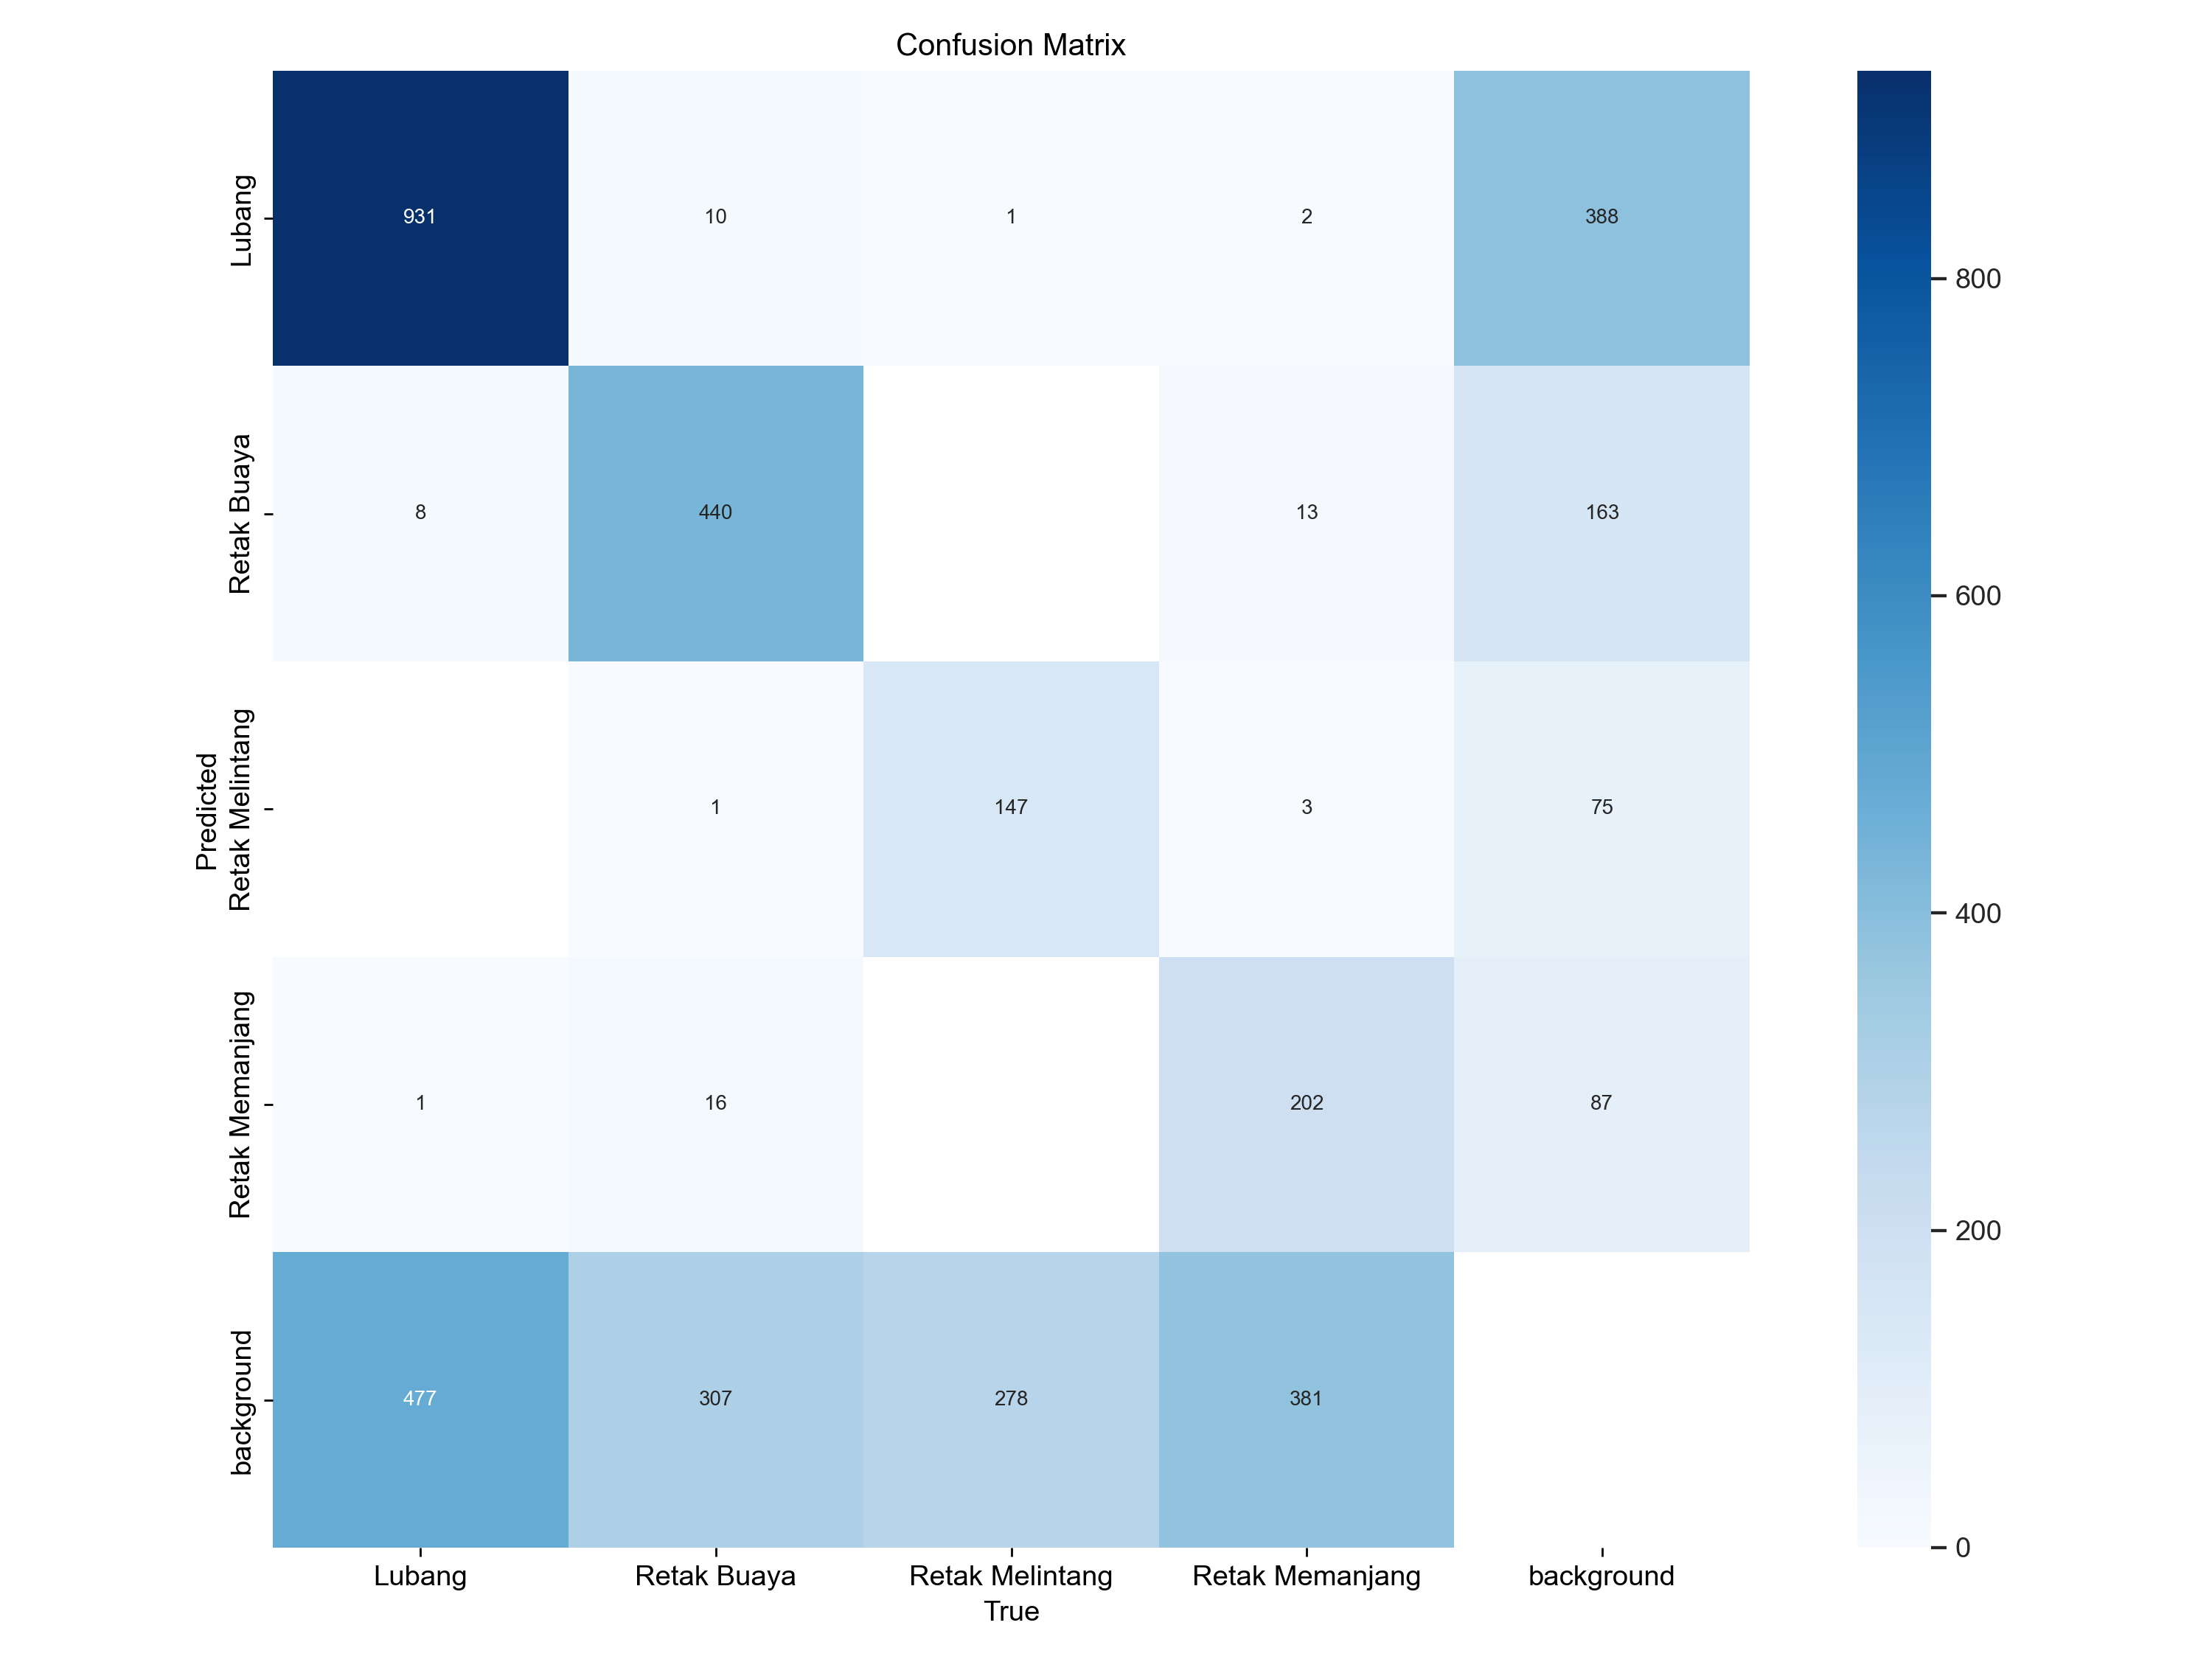 Confusion Matrix
Predicted
Lubang
931 10 1 2 388
Retak Buaya
8 440 13 163
Retak Melintang
1 147 3 75
Retak Memanjang
1 16 202 87
background
477 307 278 381
Lubang Retak Buaya Retak Melintang Retak Memanjang background
True
800
600
400
200
0